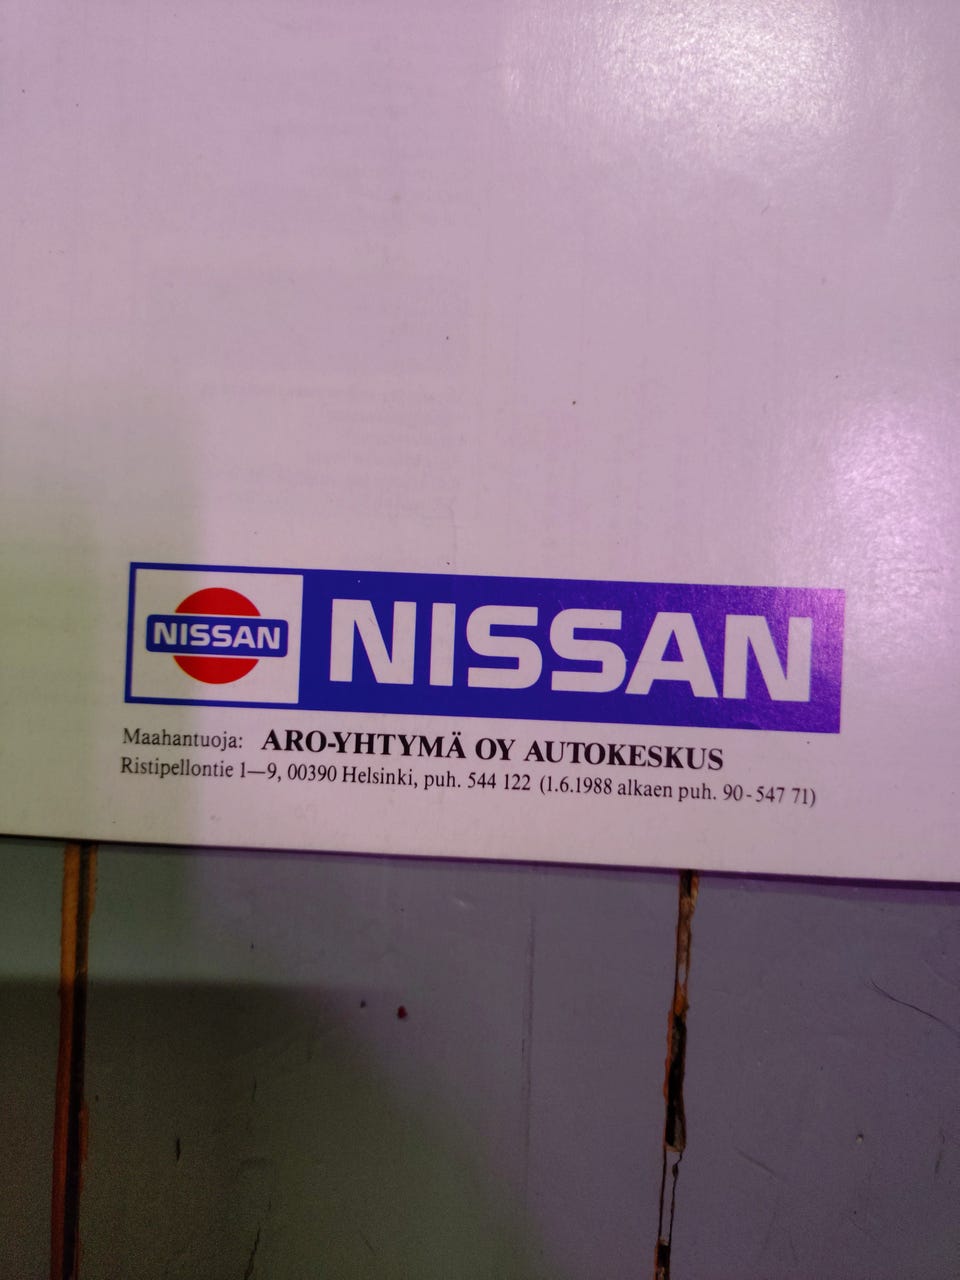 NISSAN NISSAN
Maahantuoja: ARO-YHTYMÄ OY AUTOKESKUS
Ristipellontie 1—9, 00390 Helsinki, puh. 544 122 (1.6.1988 alkaen puh. 90-547 71)